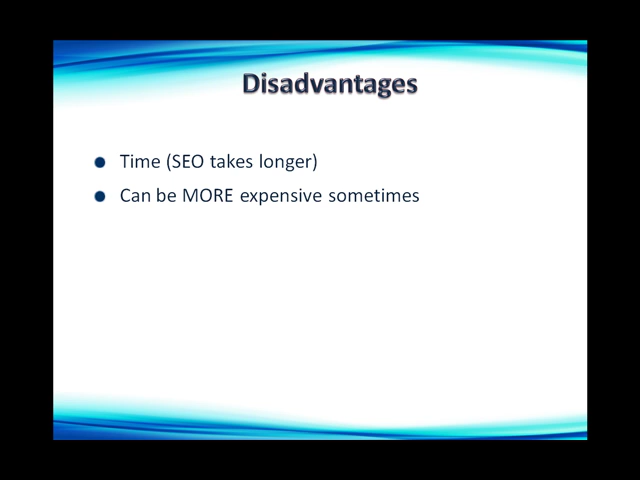 Disadvantages
Time (SEO takes longer)
Can be MORE expensive sometimes